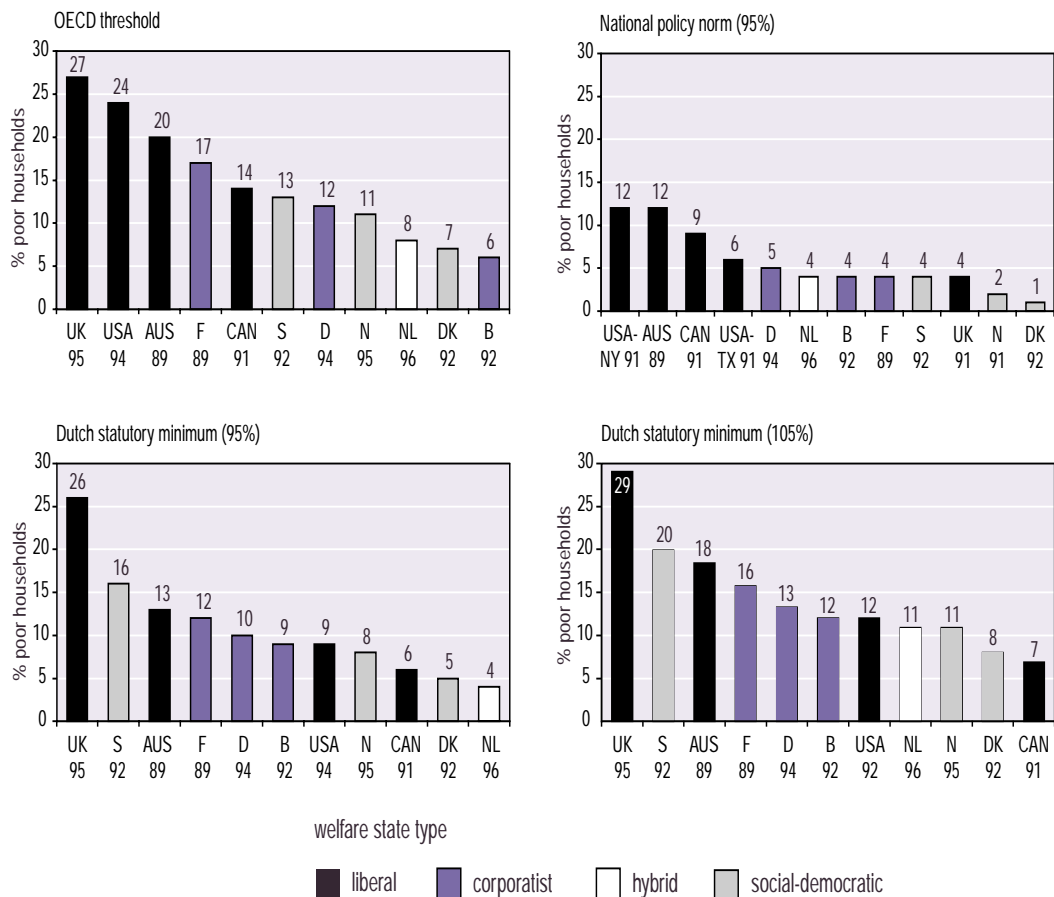 OECD threshold
% poor households
30
25
20
15
10
5
0
27 24 20 17 14 13 12 11 8 7 6
UK USA AUS F CAN S D N NL DK B
95 94 89 89 91 92 94 95 96 92 92
National policy norm (95%)
% poor households
30
25
20
15
10
5
0
12 12 9 6 5 4 4 4 4 4 2 1
USA- AUS CAN USA- D NL B F S UK N DK
NY 91 89 91 TX 91 94 96 92 89 92 91 91 92
Dutch statutory minimum (95%)
% poor households
30
25
20
15
10
5
0
26 16 13 12 10 9 9 8 6 5 4
UK S AUS F D B USA N CAN DK NL
95 92 89 89 94 92 94 95 91 92 96
Dutch statutory minimum (105%)
% poor households
30
25
20
15
10
5
0
29 20 18 16 13 12 12 11 11 8 7
UK S AUS F D B USA NL N DK CAN
95 92 89 89 94 92 92 96 95 92 91
welfare state type
liberal corporatist hybrid social-democratic